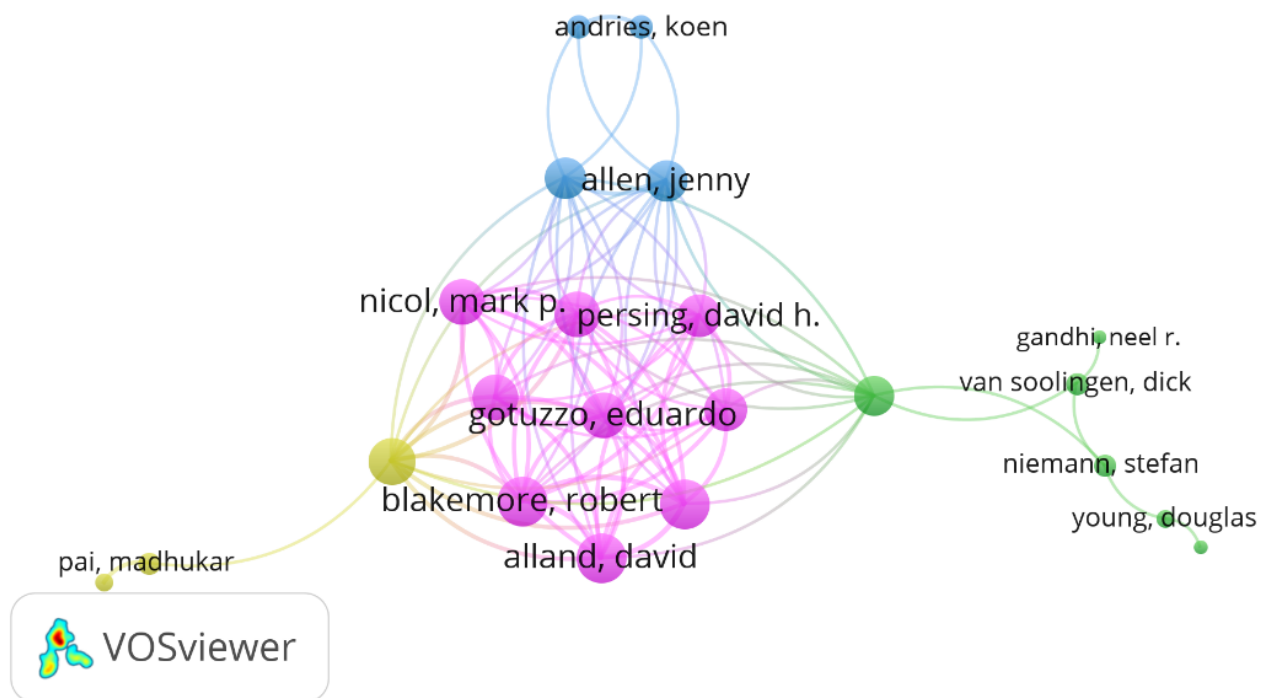 andries, koen
allen, jenny
nicol, mark p.
persing, david h.
gandhi, neel r.
van soolingen, dick
gotuzzo, eduardo
niemann, stefan
blakemore, robert
young, douglas
alland, david
pai, madhukar
VOSviewer